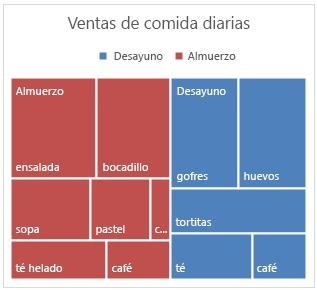 Ventas de comida diarias
Desayuno Almuerzo
Almuerzo
ensalada
bocadillo
sopa
pastel
c...
té helado
café
Desayuno
gofres
huevos
tortitas
té
café